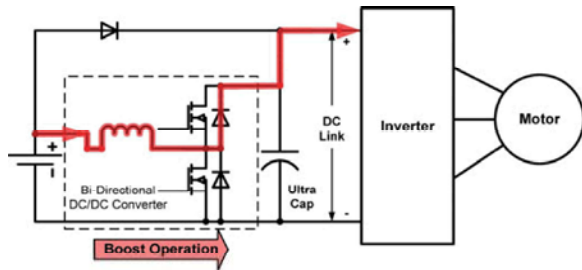 +
DC
Link
-
Inverter
Motor
+
-
Bi-Directional
DC/DC Converter
Ultra
Cap
Boost Operation